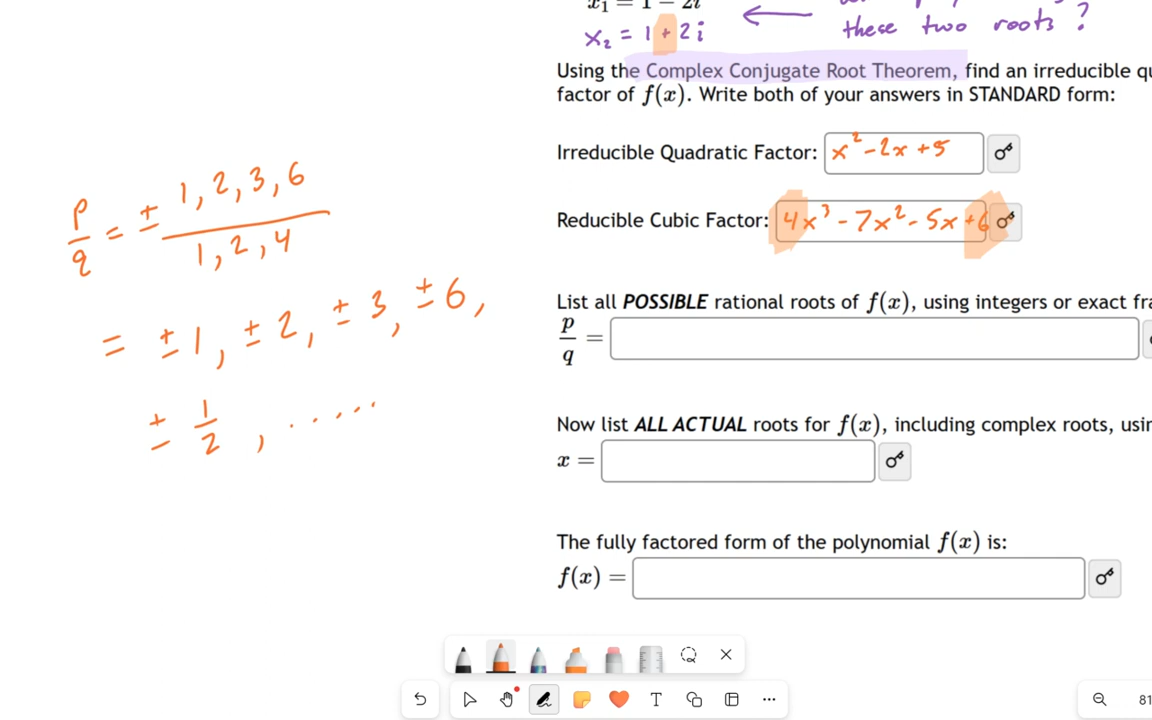 x₁ = 1 − 2i
x₂ = 1 + 2i
these two roots ?
Using the Complex Conjugate Root Theorem, find an irreducible qu
factor of f(x). Write both of your answers in STANDARD form:
Irreducible Quadratic Factor: x² - 2x + 5
Reducible Cubic Factor: 4x³ - 7x² - 5x + 6
p/q = ± 1, 2, 3, 6 / 1, 2, 4
= ±1, ±2, ±3, ±6,
± 1/2 , ......
List all POSSIBLE rational roots of f(x), using integers or exact fra
p/q =
Now list ALL ACTUAL roots for f(x), including complex roots, usin
x =
The fully factored form of the polynomial f(x) is:
f(x) =
T
81